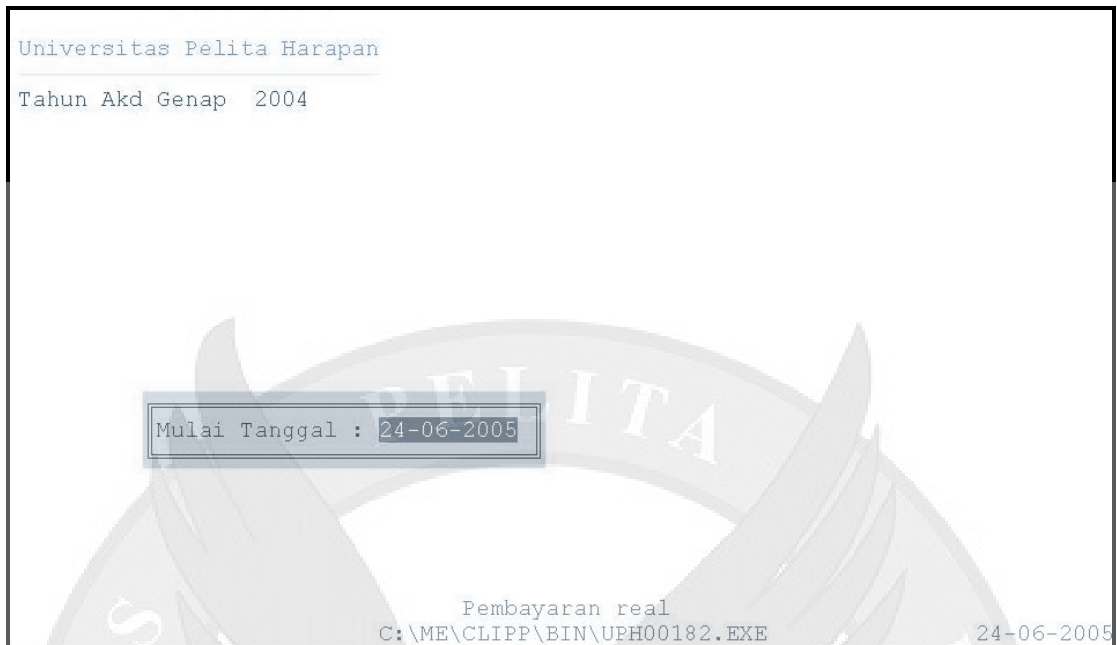 Universitas Pelita Harapan
Tahun Akd Genap 2004
PELITA
Mulai Tanggal : 24-06-2005
S
Pembayaran real
C:\ME\CLIPP\BIN\UPH00182.EXE 24-06-2005